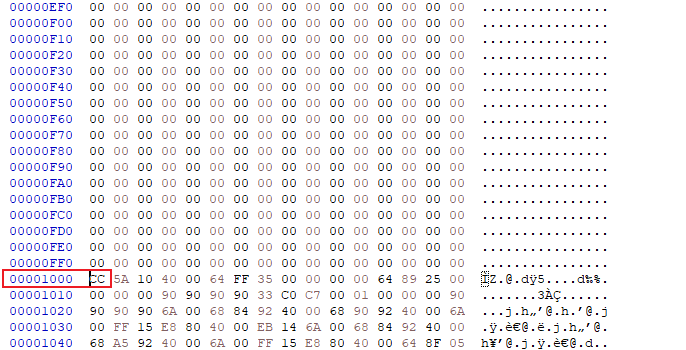 00000EF0 00 00 00 00 00 00 00 00 00 00 00 00 00 00 00 00 ................
00000F00 00 00 00 00 00 00 00 00 00 00 00 00 00 00 00 00 ................
00000F10 00 00 00 00 00 00 00 00 00 00 00 00 00 00 00 00 ................
00000F20 00 00 00 00 00 00 00 00 00 00 00 00 00 00 00 00 ................
00000F30 00 00 00 00 00 00 00 00 00 00 00 00 00 00 00 00 ................
00000F40 00 00 00 00 00 00 00 00 00 00 00 00 00 00 00 00 ................
00000F50 00 00 00 00 00 00 00 00 00 00 00 00 00 00 00 00 ................
00000F60 00 00 00 00 00 00 00 00 00 00 00 00 00 00 00 00 ................
00000F70 00 00 00 00 00 00 00 00 00 00 00 00 00 00 00 00 ................
00000F80 00 00 00 00 00 00 00 00 00 00 00 00 00 00 00 00 ................
00000F90 00 00 00 00 00 00 00 00 00 00 00 00 00 00 00 00 ................
00000FA0 00 00 00 00 00 00 00 00 00 00 00 00 00 00 00 00 ................
00000FB0 00 00 00 00 00 00 00 00 00 00 00 00 00 00 00 00 ................
00000FC0 00 00 00 00 00 00 00 00 00 00 00 00 00 00 00 00 ................
00000FD0 00 00 00 00 00 00 00 00 00 00 00 00 00 00 00 00 ................
00000FE0 00 00 00 00 00 00 00 00 00 00 00 00 00 00 00 00 ................
00000FF0 00 00 00 00 00 00 00 00 00 00 00 00 00 00 00 00 ................
00001000 CC 5A 10 40 00 64 FF 35 00 00 00 00 64 89 25 00 ÌZ.@.dÿ5....d‰%.
00001010 00 00 00 90 90 90 90 33 C0 C7 00 01 00 00 00 90 .......3ÀÇ......
00001020 90 90 90 6A 00 68 84 92 40 00 68 90 92 40 00 6A ...j.h„’@.h.’@.j
00001030 00 FF 15 E8 80 40 00 EB 14 6A 00 68 84 92 40 00 .ÿ.è€@.ë.j.h„’@.
00001040 68 A5 92 40 00 6A 00 FF 15 E8 80 40 00 64 8F 05 h¥’@.j.ÿ.è€@.d..